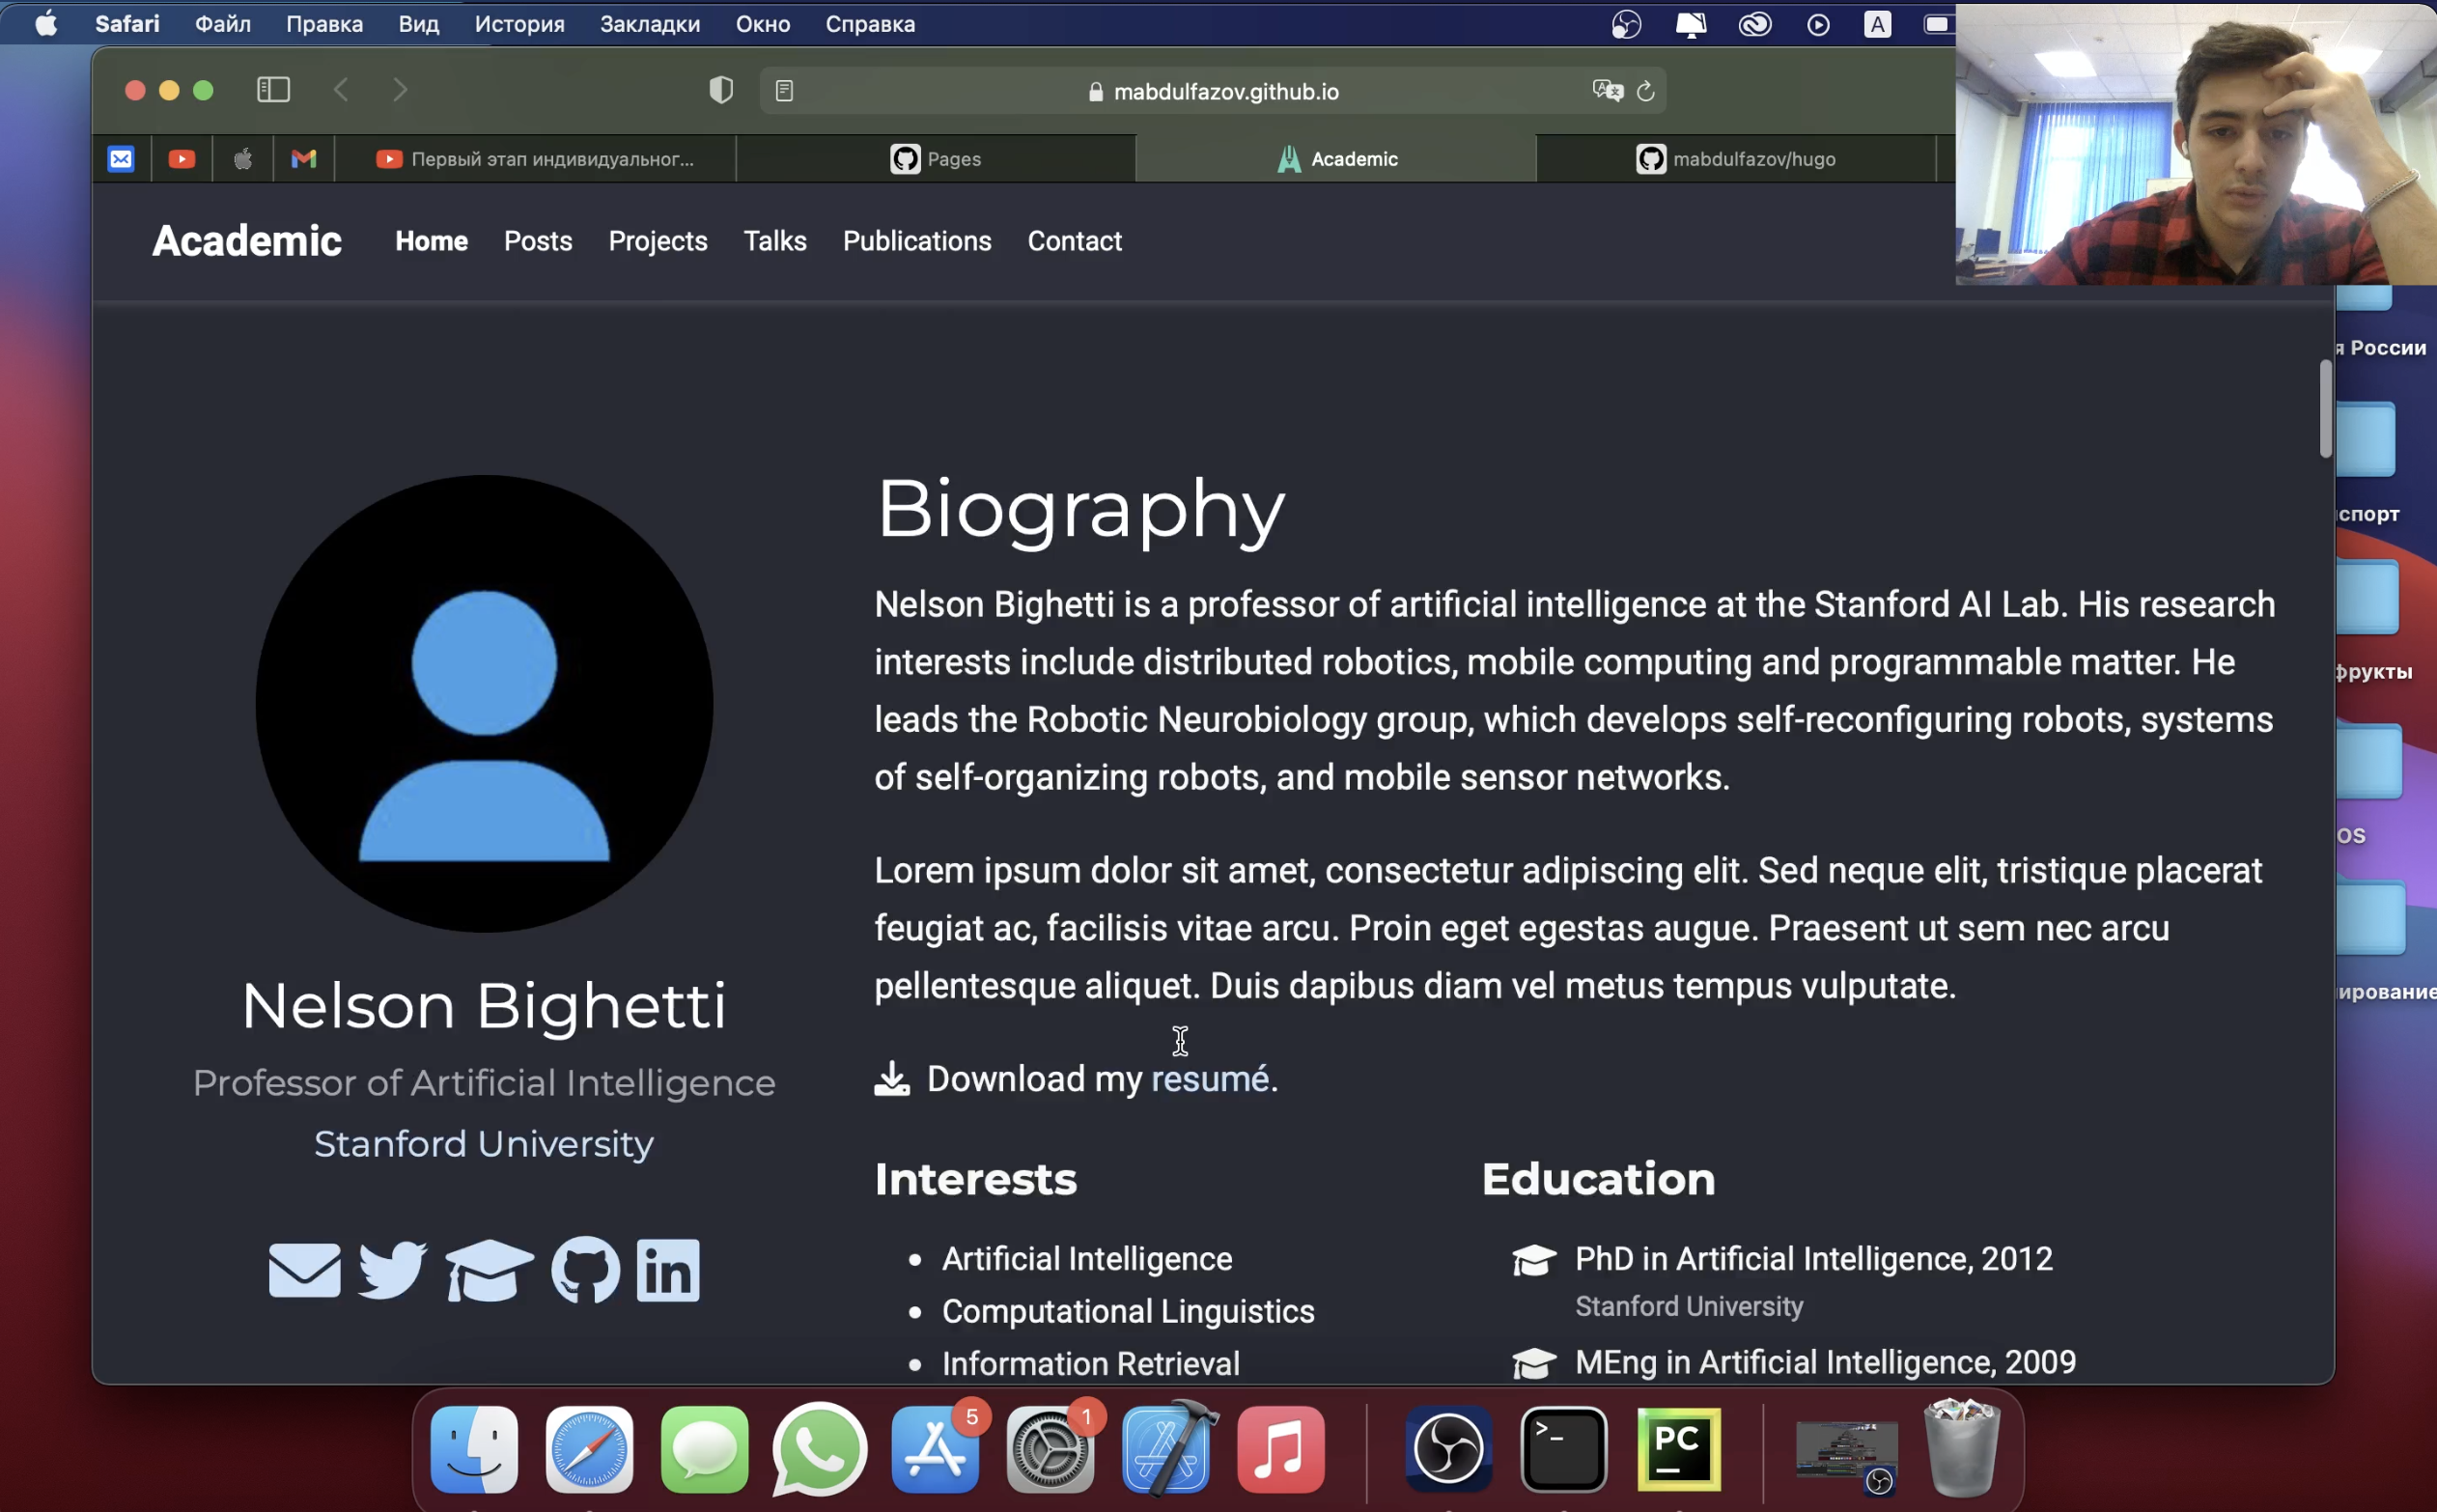 Safari Файл Правка Вид История Закладки Окно Справка
A
mabdulfazov.github.io
Первый этап индивидуальног...
Pages
Academic
mabdulfazov/hugo
Academic Home Posts Projects Talks Publications Contact
я России
Biography
Nelson Bighetti is a professor of artificial intelligence at the Stanford AI Lab. His research
interests include distributed robotics, mobile computing and programmable matter. He
leads the Robotic Neurobiology group, which develops self-reconfiguring robots, systems
of self-organizing robots, and mobile sensor networks.
Lorem ipsum dolor sit amet, consectetur adipiscing elit. Sed neque elit, tristique placerat
feugiat ac, facilisis vitae arcu. Proin eget egestas augue. Praesent ut sem nec arcu
pellentesque aliquet. Duis dapibus diam vel metus tempus vulputate.
Download my resumé.
спорт
фрукты
OS
ирование
Nelson Bighetti
Professor of Artificial Intelligence
Stanford University
in
Interests
Artificial Intelligence
Computational Linguistics
Information Retrieval
Education
PhD in Artificial Intelligence, 2012
Stanford University
MEng in Artificial Intelligence, 2009
5
1
>_
PC